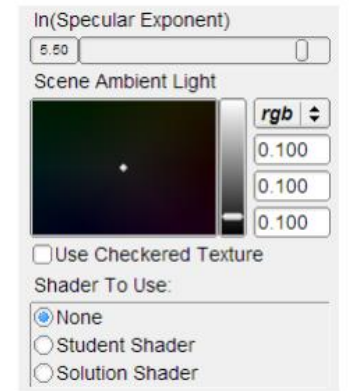 ln(Specular Exponent)
5.50
Scene Ambient Light
rgb
0.100
0.100
0.100
Use Checkered Texture
Shader To Use:
None
Student Shader
Solution Shader